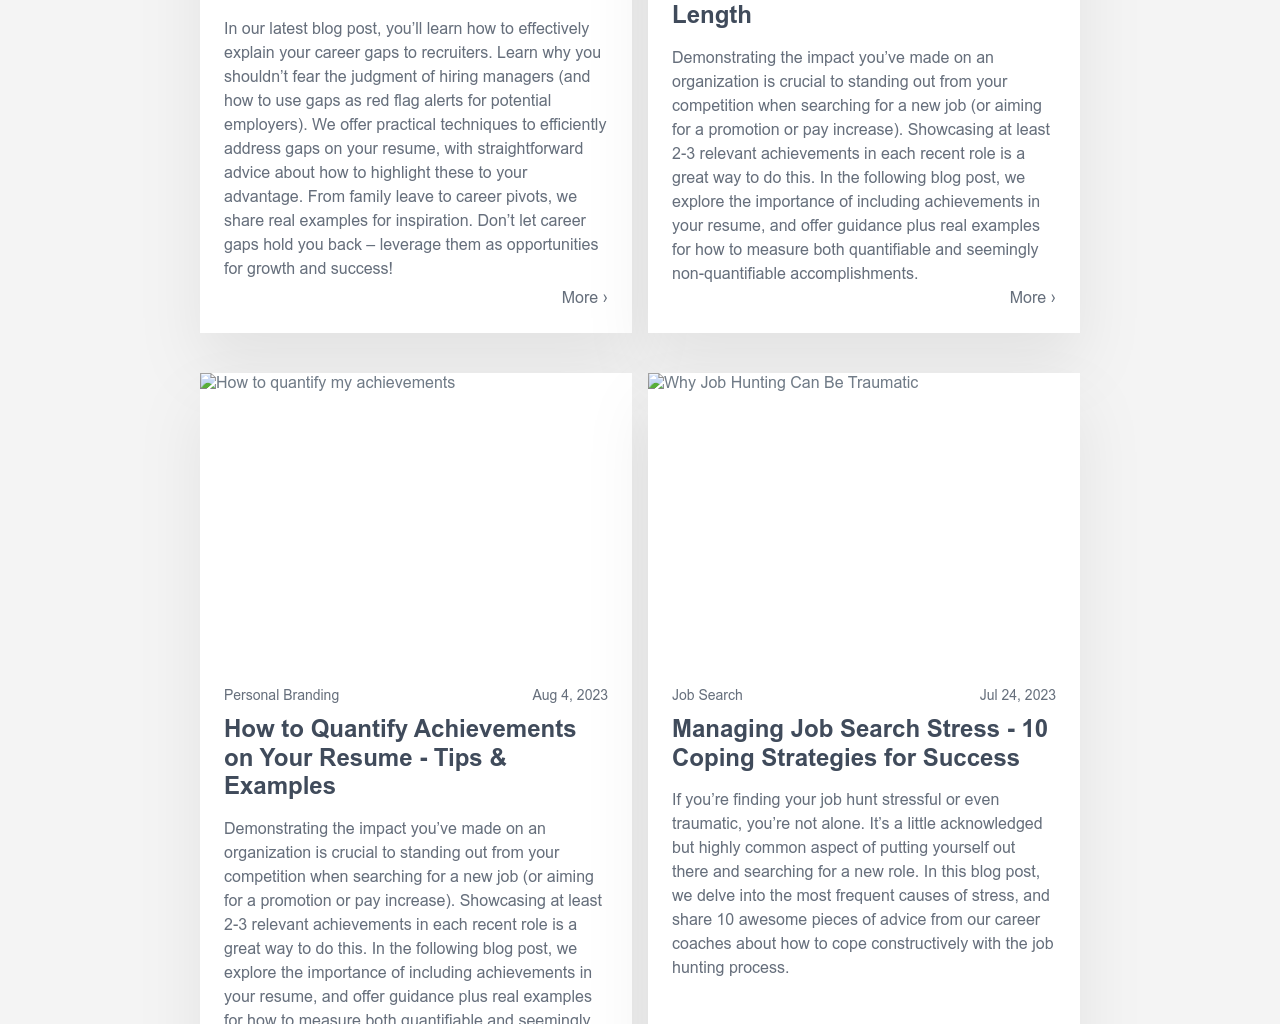 In our latest blog post, you’ll learn how to effectively
explain your career gaps to recruiters. Learn why you
shouldn’t fear the judgment of hiring managers (and
how to use gaps as red flag alerts for potential
employers). We offer practical techniques to efficiently
address gaps on your resume, with straightforward
advice about how to highlight these to your
advantage. From family leave to career pivots, we
share real examples for inspiration. Don’t let career
gaps hold you back – leverage them as opportunities
for growth and success!
More ›
Length
Demonstrating the impact you’ve made on an
organization is crucial to standing out from your
competition when searching for a new job (or aiming
for a promotion or pay increase). Showcasing at least
2-3 relevant achievements in each recent role is a
great way to do this. In the following blog post, we
explore the importance of including achievements in
your resume, and offer guidance plus real examples
for how to measure both quantifiable and seemingly
non-quantifiable accomplishments.
More ›
How to quantify my achievements
Personal Branding
Aug 4, 2023
How to Quantify Achievements
on Your Resume - Tips &
Examples
Demonstrating the impact you’ve made on an
organization is crucial to standing out from your
competition when searching for a new job (or aiming
for a promotion or pay increase). Showcasing at least
2-3 relevant achievements in each recent role is a
great way to do this. In the following blog post, we
explore the importance of including achievements in
your resume, and offer guidance plus real examples
for how to measure both quantifiable and seemingly
Why Job Hunting Can Be Traumatic
Job Search
Jul 24, 2023
Managing Job Search Stress - 10
Coping Strategies for Success
If you’re finding your job hunt stressful or even
traumatic, you’re not alone. It’s a little acknowledged
but highly common aspect of putting yourself out
there and searching for a new role. In this blog post,
we delve into the most frequent causes of stress, and
share 10 awesome pieces of advice from our career
coaches about how to cope constructively with the job
hunting process.